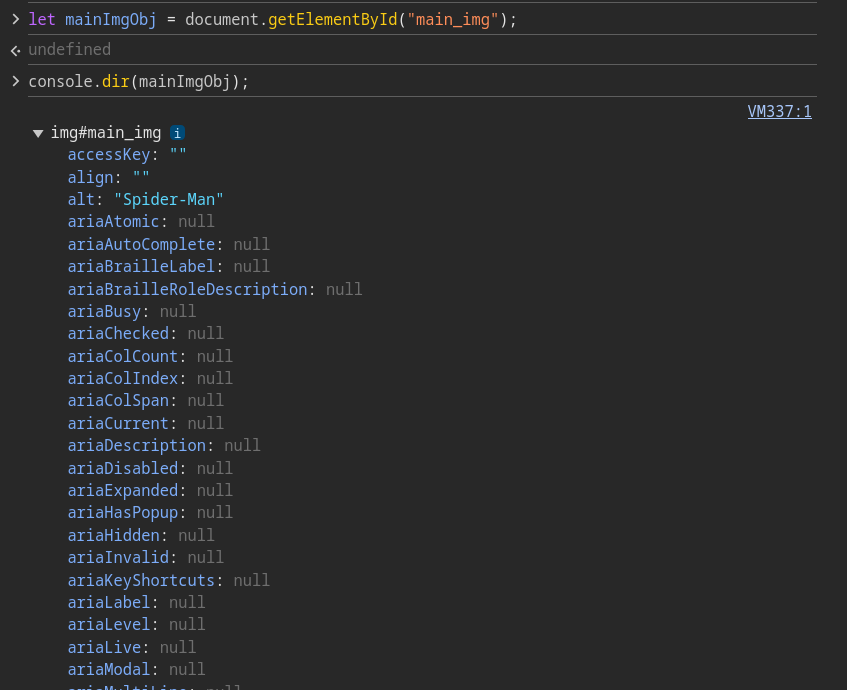 let mainImgObj = document.getElementById("main_img");
undefined
console.dir(mainImgObj);
VM337:1
img#main_img i
accessKey: ""
align: ""
alt: "Spider-Man"
ariaAtomic: null
ariaAutoComplete: null
ariaBrailleLabel: null
ariaBrailleRoleDescription: null
ariaBusy: null
ariaChecked: null
ariaColCount: null
ariaColIndex: null
ariaColSpan: null
ariaCurrent: null
ariaDescription: null
ariaDisabled: null
ariaExpanded: null
ariaHasPopup: null
ariaHidden: null
ariaInvalid: null
ariaKeyShortcuts: null
ariaLabel: null
ariaLevel: null
ariaLive: null
ariaModal: null
ariaMultiLine: null